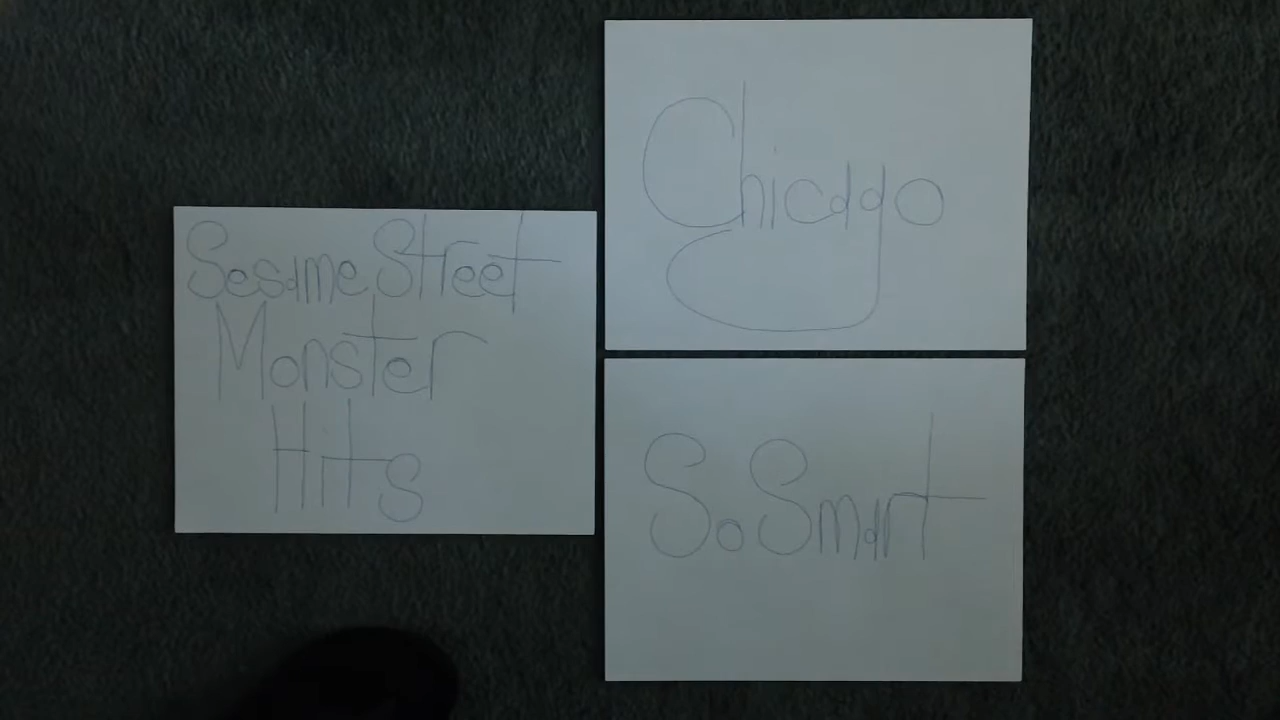 Sesame Street
Monster
Hits
Chicago
So Smart